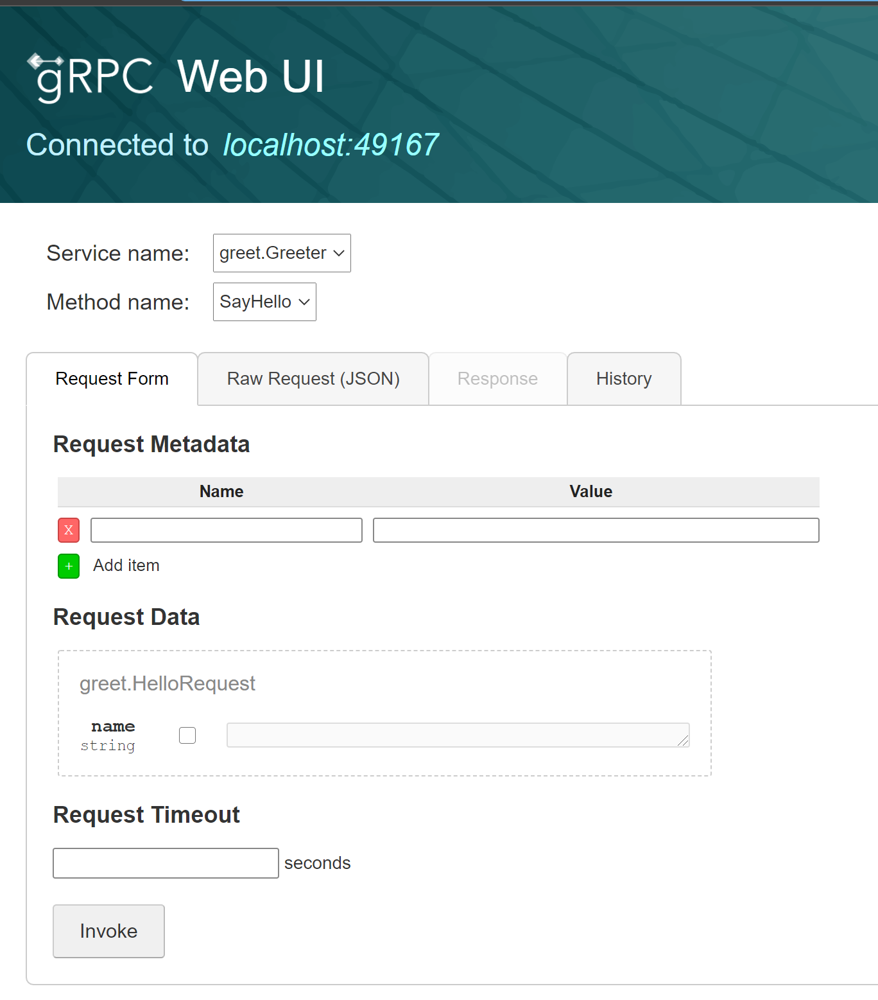 gRPC Web UI
Connected to localhost:49167
Service name: greet.Greeter
Method name: SayHello
Request Form Raw Request (JSON) Response History
Request Metadata
Name Value
X
+ Add item
Request Data
greet.HelloRequest
name
string
Request Timeout
seconds
Invoke